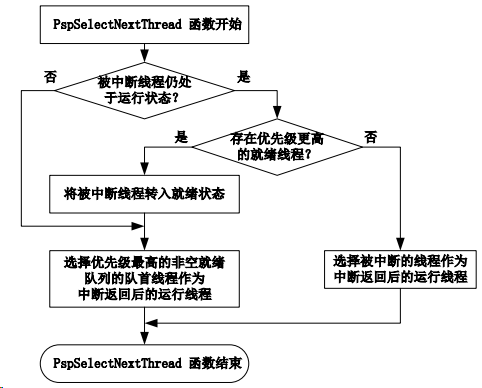 PspSelectNextThread 函数开始
否
被中断线程仍处
于运行状态?
是
是
存在优先级更高
的就绪线程?
否
将被中断线程转入就绪状态
选择优先级最高的非空就绪
队列的队首线程作为
中断返回后的运行线程
选择被中断的线程作为
中断返回后的运行线程
PspSelectNextThread 函数结束